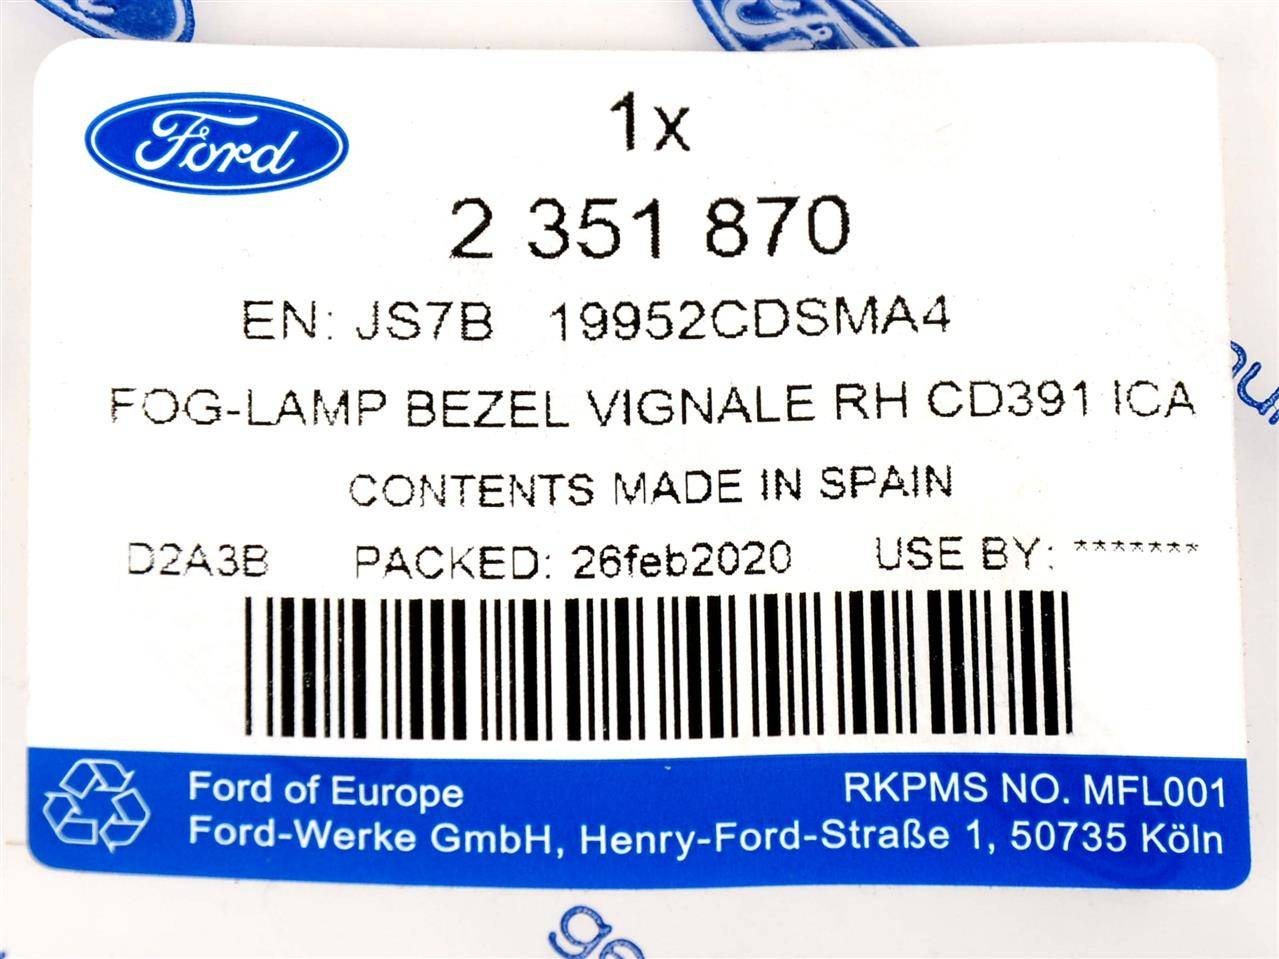 Ford
1x
2 351 870
EN: JS7B 19952CDSMA4
FOG-LAMP BEZEL VIGNALE RH CD391 ICA
CONTENTS MADE IN SPAIN
D2A3B PACKED: 26feb2020 USE BY: *******
Ford of Europe RKPMS NO. MFL001
Ford-Werke GmbH, Henry-Ford-Straße 1, 50735 Köln